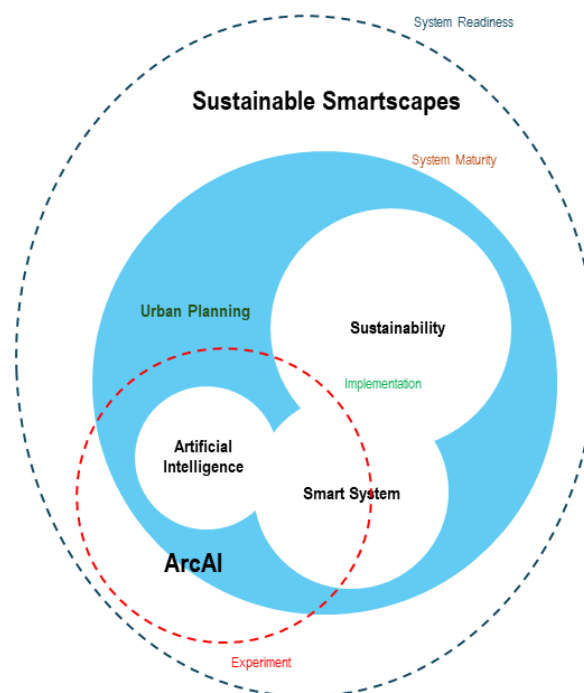 System Readiness
Sustainable Smartscapes
System Maturity
Urban Planning
Sustainability
Implementation
Artificial
Intelligence
Smart System
ArcAI
Experiment